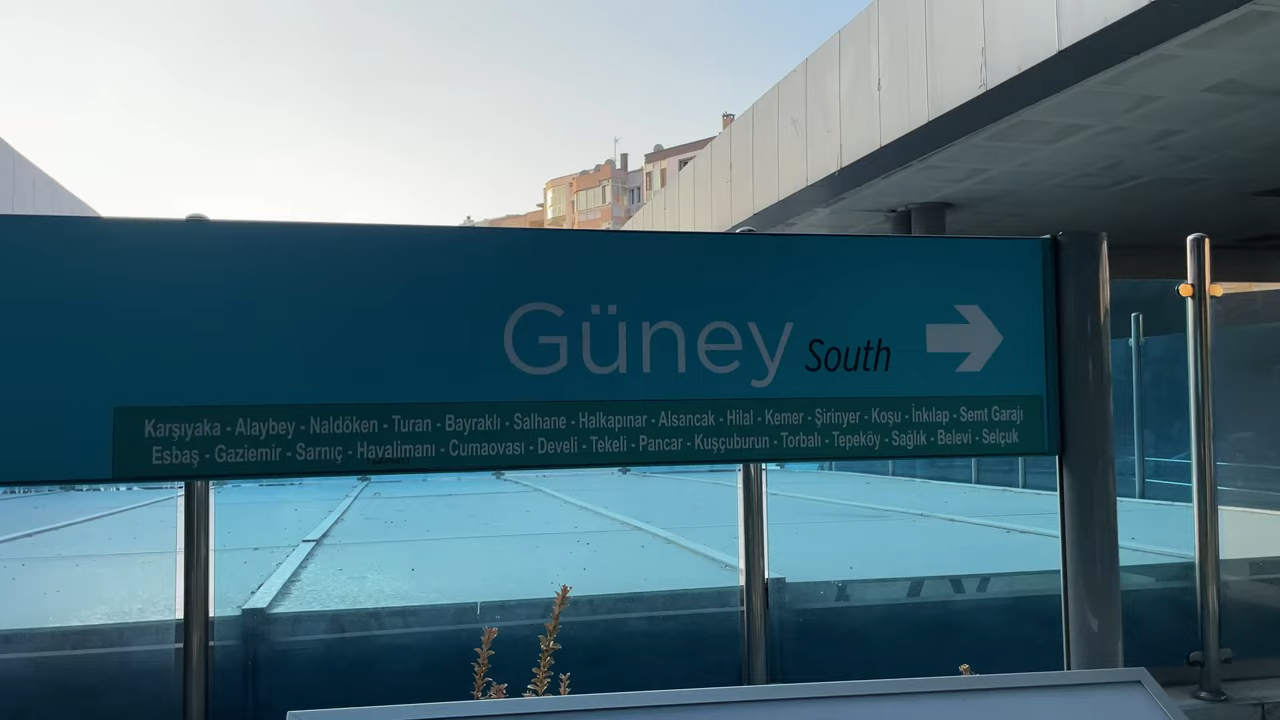 Güney South
Karşıyaka - Alaybey - Naldöken - Turan - Bayraklı - Salhane - Halkapınar - Alsancak - Hilal - Kemer - Şirinyer - Koşu - İnkılap - Semt Garajı
Esbaş - Gaziemir - Sarnıç - Havalimanı - Cumaovası - Develi - Tekeli - Pancar - Kuşçuburun - Torbalı - Tepeköy - Sağlık - Belevi - Selçuk